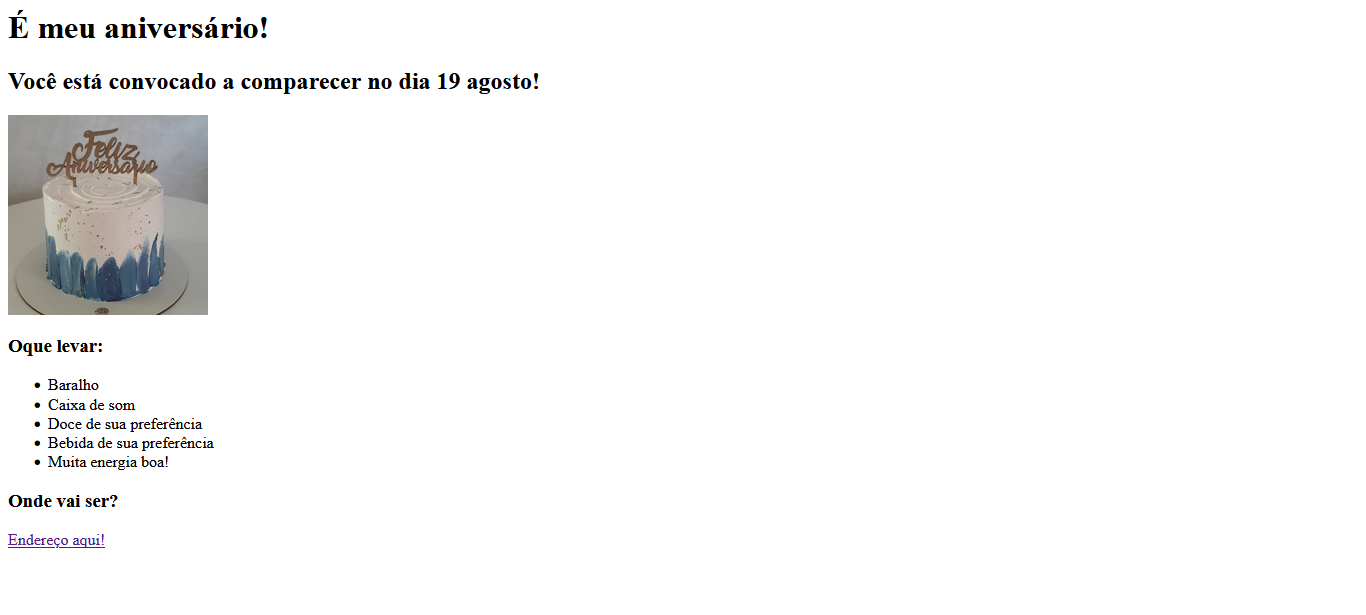 É meu aniversário!
Você está convocado a comparecer no dia 19 agosto!
Feliz
Aniversário
Oque levar:
Baralho
Caixa de som
Doce de sua preferência
Bebida de sua preferência
Muita energia boa!
Onde vai ser?
Endereço aqui!